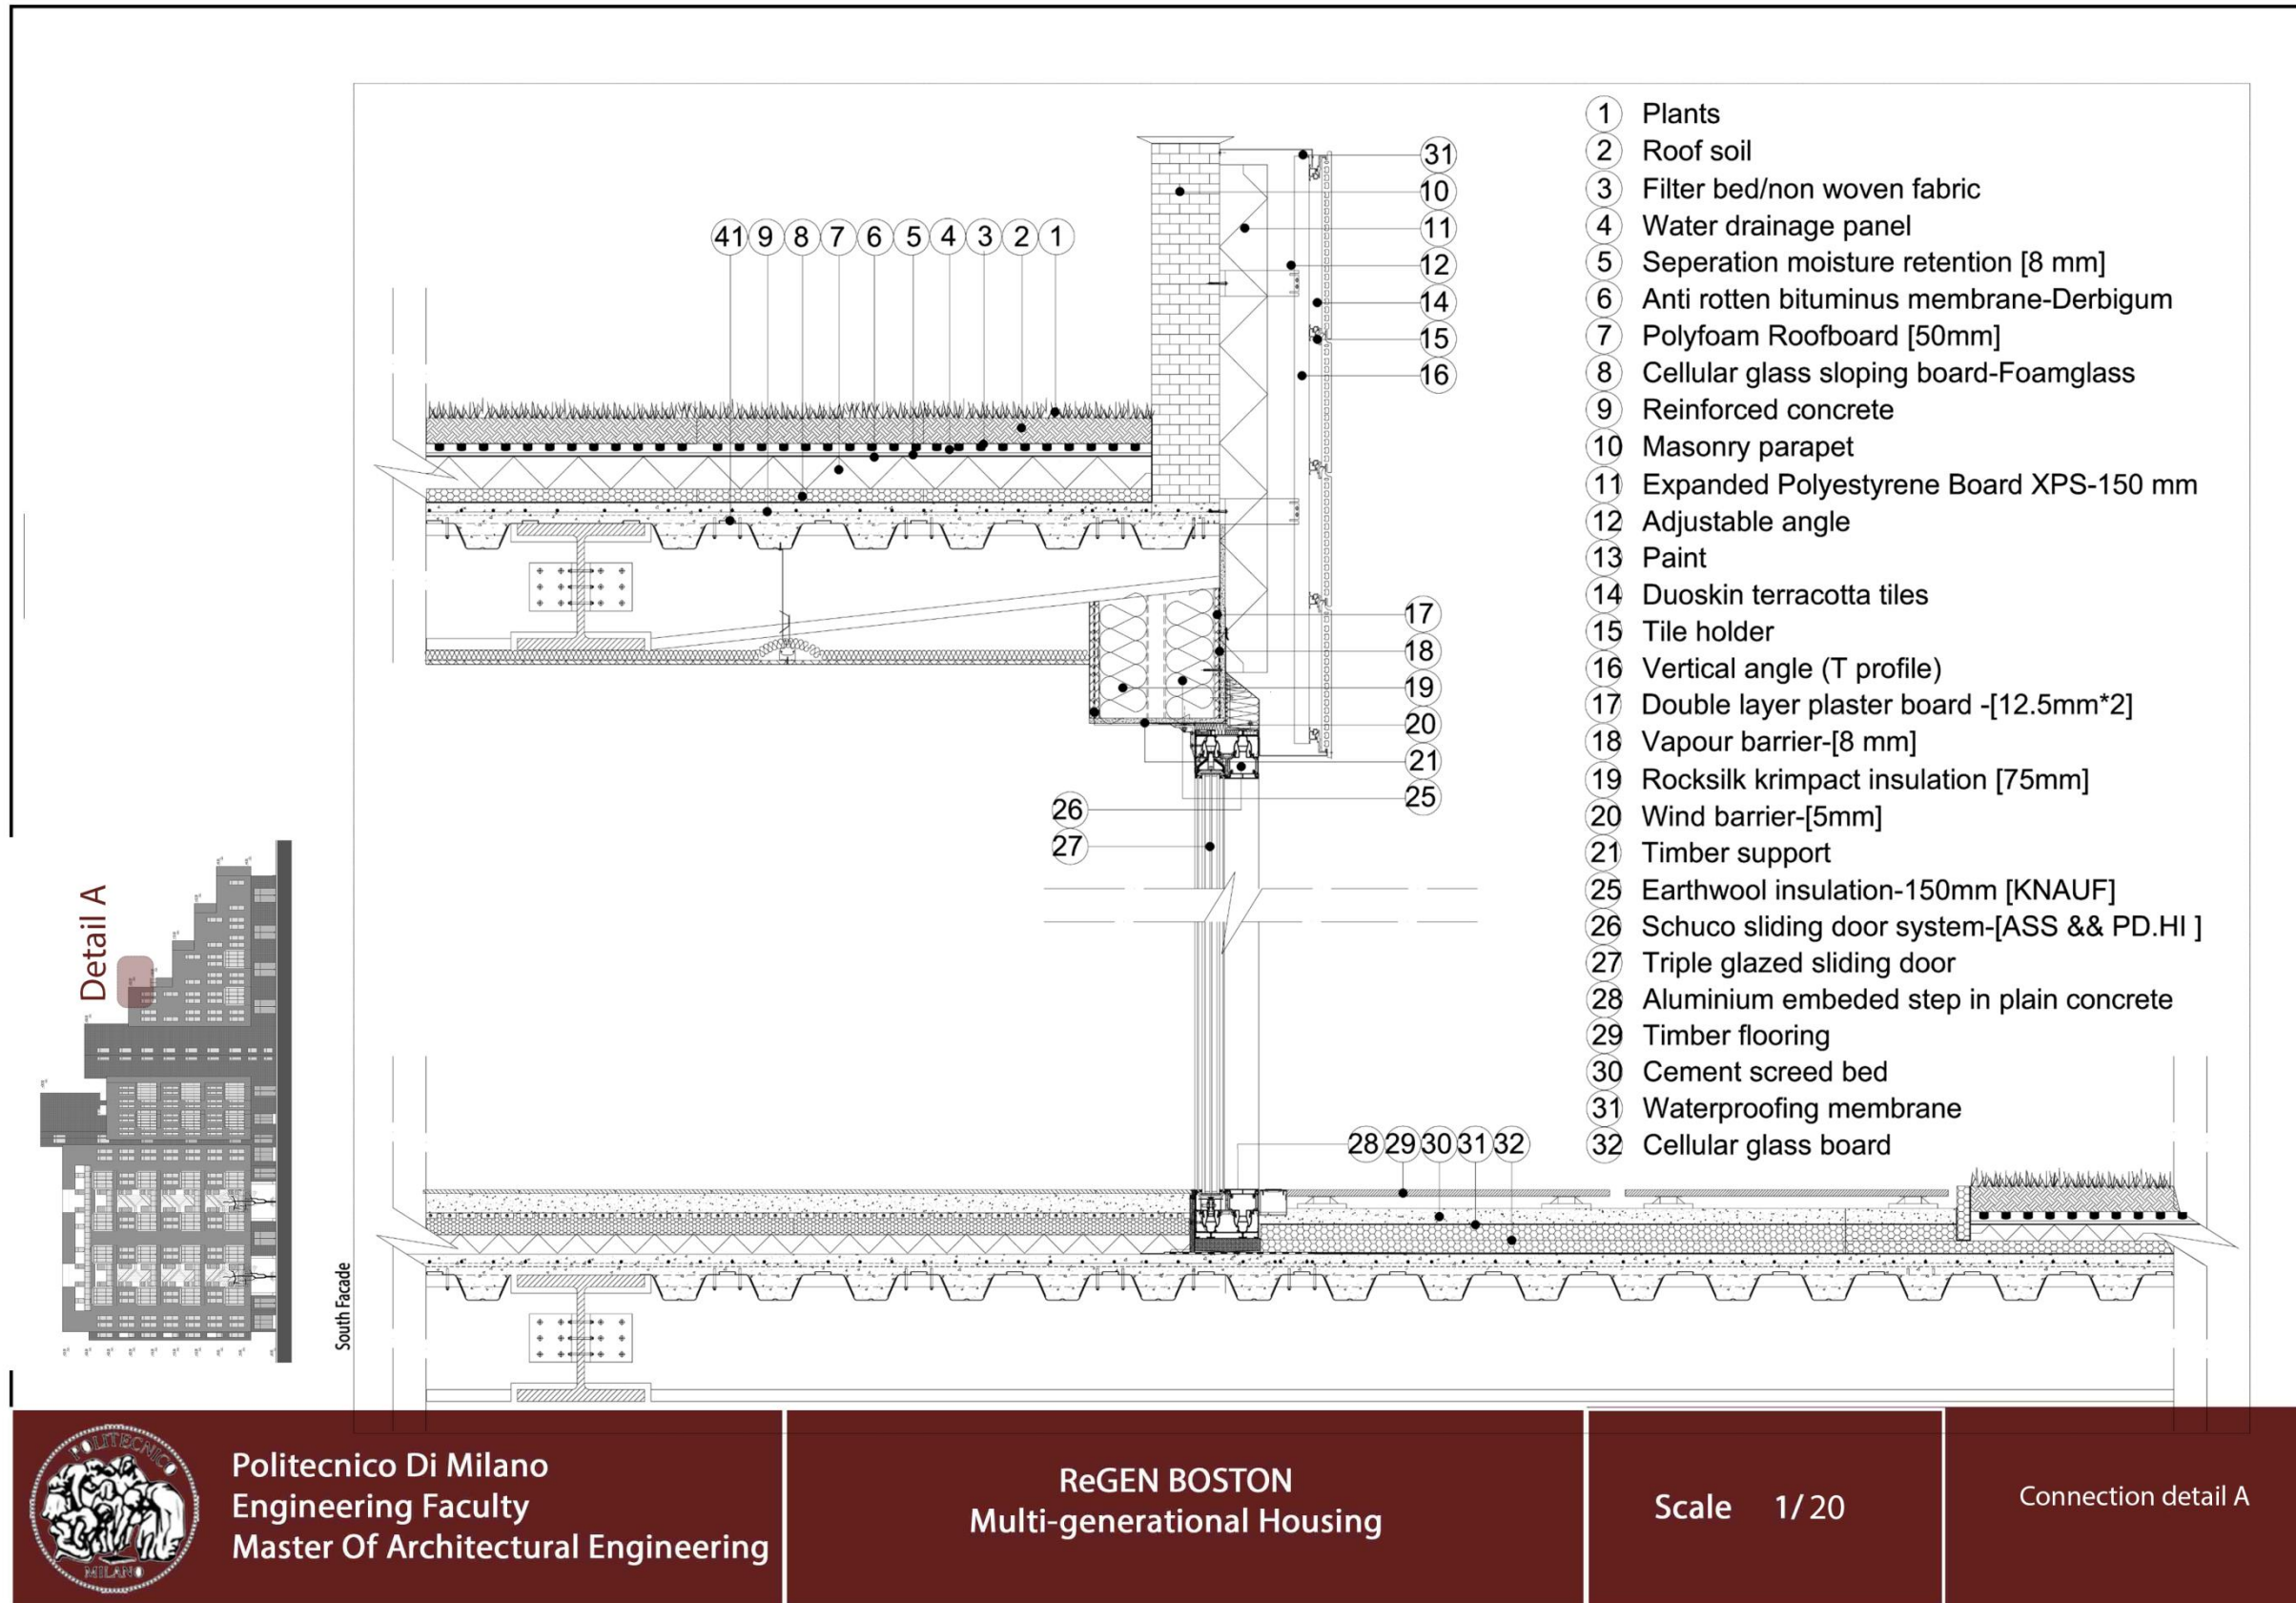 31
10
11
12
14
15
16
41 9 8 7 6 5 4 3 2 1
17
18
19
20
21
25
26
27
28 29 30 31 32
1 Plants
2 Roof soil
3 Filter bed/non woven fabric
4 Water drainage panel
5 Seperation moisture retention [8 mm]
6 Anti rotten bituminus membrane-Derbigum
7 Polyfoam Roofboard [50mm]
8 Cellular glass sloping board-Foamglass
9 Reinforced concrete
10 Masonry parapet
11 Expanded Polyestyrene Board XPS-150 mm
12 Adjustable angle
13 Paint
14 Duoskin terracotta tiles
15 Tile holder
16 Vertical angle (T profile)
17 Double layer plaster board -[12.5mm*2]
18 Vapour barrier-[8 mm]
19 Rocksilk krimpact insulation [75mm]
20 Wind barrier-[5mm]
21 Timber support
25 Earthwool insulation-150mm [KNAUF]
26 Schuco sliding door system-[ASS && PD.HI ]
27 Triple glazed sliding door
28 Aluminium embeded step in plain concrete
29 Timber flooring
30 Cement screed bed
31 Waterproofing membrane
32 Cellular glass board
Detail A
South Facade
POLITECNICO
MILANO
Politecnico Di Milano
Engineering Faculty
Master Of Architectural Engineering
ReGEN BOSTON
Multi-generational Housing
Scale 1/20
Connection detail A